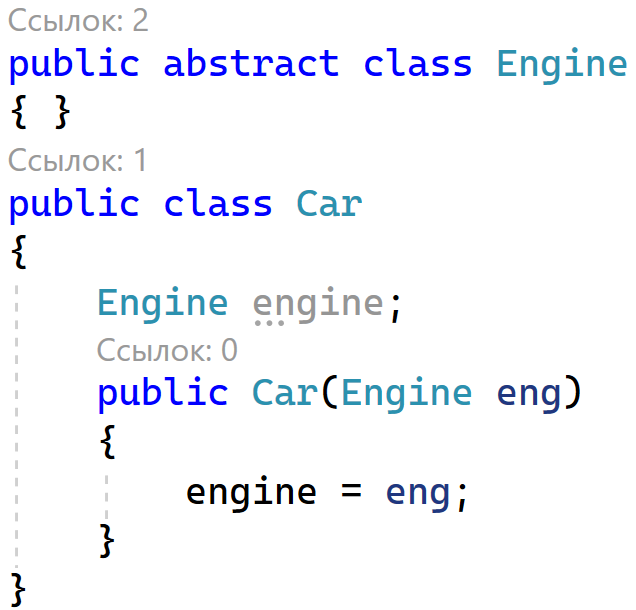 Ссылок: 2
public abstract class Engine
{ }
Ссылок: 1
public class Car
{
    Engine engine;
    Ссылок: 0
    public Car(Engine eng)
    {
        engine = eng;
    }
}